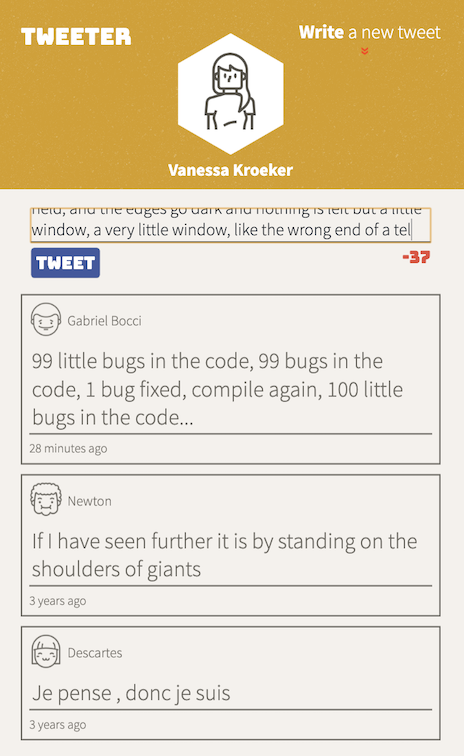 TWEETER
Write a new tweet
Vanessa Kroeker
held, and the edges go dark and nothing is left but a little
window, a very little window, like the wrong end of a tel
TWEET
-37
Gabriel Bocci
99 little bugs in the code, 99 bugs in the
code, 1 bug fixed, compile again, 100 little
bugs in the code...
28 minutes ago
Newton
If I have seen further it is by standing on the
shoulders of giants
3 years ago
Descartes
Je pense , donc je suis
3 years ago